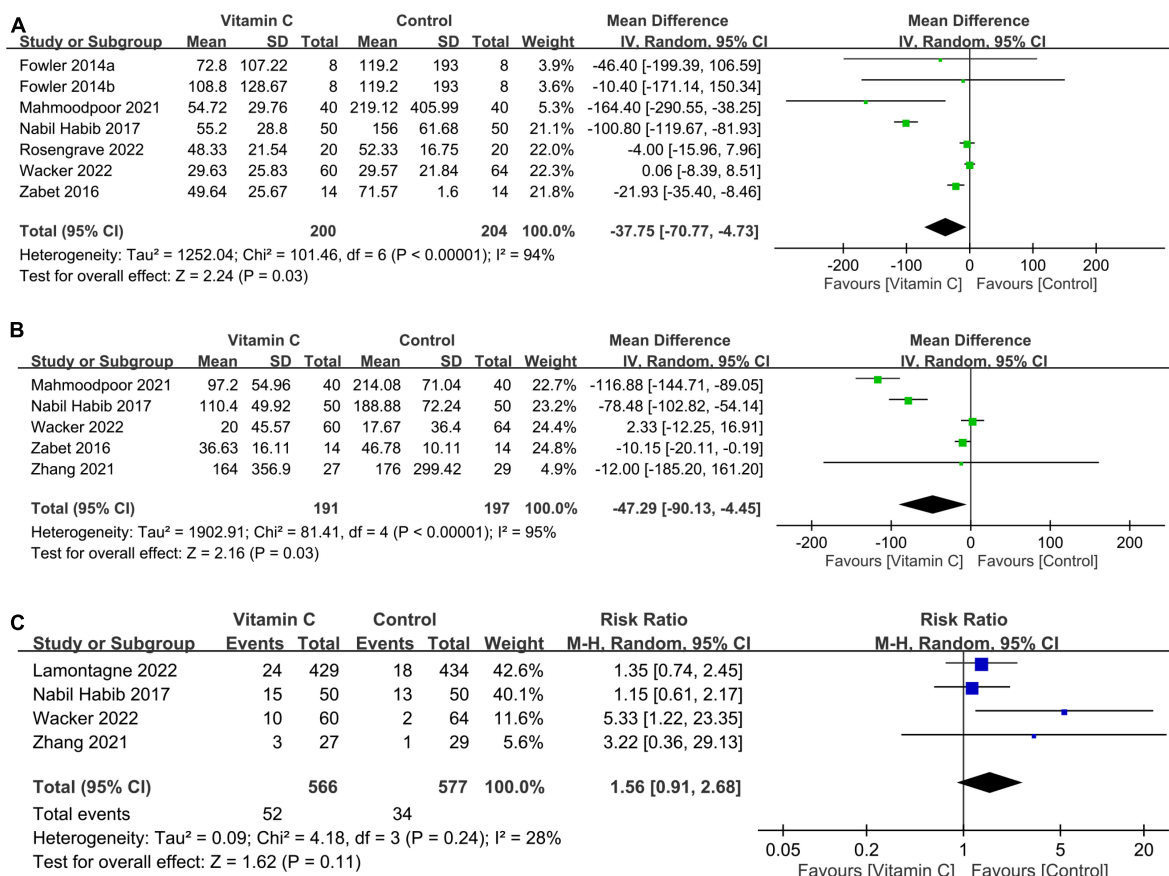 A
Vitamin C Control Mean Difference Mean Difference
Study or Subgroup Mean SD Total Mean SD Total Weight IV, Random, 95% CI IV, Random, 95% CI
Fowler 2014a 72.8 107.22 8 119.2 193 8 3.9% -46.40 [-199.39, 106.59]
Fowler 2014b 108.8 128.67 8 119.2 193 8 3.6% -10.40 [-171.14, 150.34]
Mahmoodpoor 2021 54.72 29.76 40 219.12 405.99 40 5.3% -164.40 [-290.55, -38.25]
Nabil Habib 2017 55.2 28.8 50 156 61.68 50 21.1% -100.80 [-119.67, -81.93]
Rosengrave 2022 48.33 21.54 20 52.33 16.75 20 22.0% -4.00 [-15.96, 7.96]
Wacker 2022 29.63 25.83 60 29.57 21.84 64 22.3% 0.06 [-8.39, 8.51]
Zabet 2016 49.64 25.67 14 71.57 1.6 14 21.8% -21.93 [-35.40, -8.46]
Total (95% CI) 200 204 100.0% -37.75 [-70.77, -4.73]
Heterogeneity: Tau² = 1252.04; Chi² = 101.46, df = 6 (P < 0.00001); I² = 94%
Test for overall effect: Z = 2.24 (P = 0.03)
-200 -100 0 100 200
Favours [Vitamin C] Favours [Control]
B
Vitamin C Control Mean Difference Mean Difference
Study or Subgroup Mean SD Total Mean SD Total Weight IV, Random, 95% CI IV, Random, 95% CI
Mahmoodpoor 2021 97.2 54.96 40 214.08 71.04 40 22.7% -116.88 [-144.71, -89.05]
Nabil Habib 2017 110.4 49.92 50 188.88 72.24 50 23.2% -78.48 [-102.82, -54.14]
Wacker 2022 20 45.57 60 17.67 36.4 64 24.4% 2.33 [-12.25, 16.91]
Zabet 2016 36.63 16.11 14 46.78 10.11 14 24.8% -10.15 [-20.11, -0.19]
Zhang 2021 164 356.9 27 176 299.42 29 4.9% -12.00 [-185.20, 161.20]
Total (95% CI) 191 197 100.0% -47.29 [-90.13, -4.45]
Heterogeneity: Tau² = 1902.91; Chi² = 81.41, df = 4 (P < 0.00001); I² = 95%
Test for overall effect: Z = 2.16 (P = 0.03)
-200 -100 0 100 200
Favours [Vitamin C] Favours [Control]
C
Vitamin C Control Risk Ratio Risk Ratio
Study or Subgroup Events Total Events Total Weight M-H, Random, 95% CI M-H, Random, 95% CI
Lamontagne 2022 24 429 18 434 42.6% 1.35 [0.74, 2.45]
Nabil Habib 2017 15 50 13 50 40.1% 1.15 [0.61, 2.17]
Wacker 2022 10 60 2 64 11.6% 5.33 [1.22, 23.35]
Zhang 2021 3 27 1 29 5.6% 3.22 [0.36, 29.13]
Total (95% CI) 566 577 100.0% 1.56 [0.91, 2.68]
Total events 52 34
Heterogeneity: Tau² = 0.09; Chi² = 4.18, df = 3 (P = 0.24); I² = 28%
Test for overall effect: Z = 1.62 (P = 0.11)
0.05 0.2 1 5 20
Favours [Vitamin C] Favours [Control]